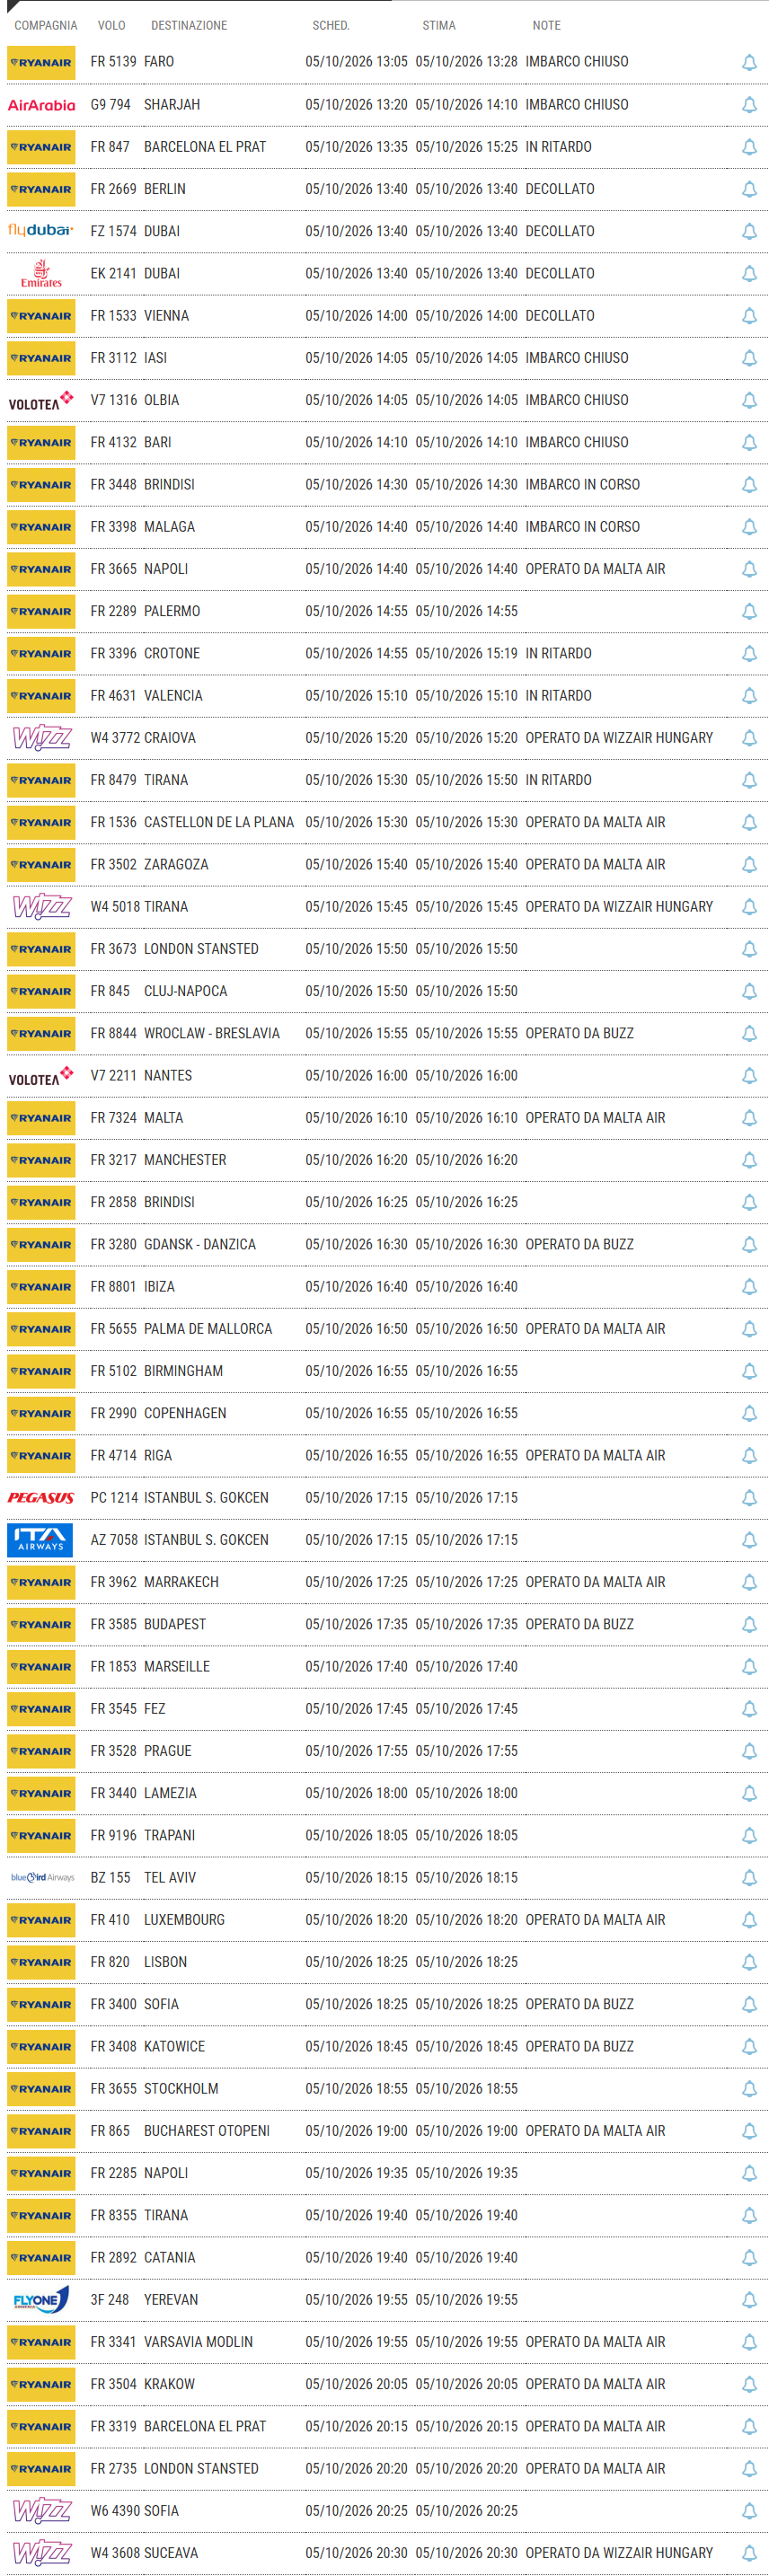 COMPAGNIA VOLO DESTINAZIONE SCHED. STIMA NOTE
RYANAIR FR 5139 FARO 05/10/2026 13:05 05/10/2026 13:28 IMBARCO CHIUSO
AirArabia G9 794 SHARJAH 05/10/2026 13:20 05/10/2026 14:10 IMBARCO CHIUSO
RYANAIR FR 847 BARCELONA EL PRAT 05/10/2026 13:35 05/10/2026 15:25 IN RITARDO
RYANAIR FR 2669 BERLIN 05/10/2026 13:40 05/10/2026 13:40 DECOLLATO
flydubai FZ 1574 DUBAI 05/10/2026 13:40 05/10/2026 13:40 DECOLLATO
Emirates EK 2141 DUBAI 05/10/2026 13:40 05/10/2026 13:40 DECOLLATO
RYANAIR FR 1533 VIENNA 05/10/2026 14:00 05/10/2026 14:00 DECOLLATO
RYANAIR FR 3112 IASI 05/10/2026 14:05 05/10/2026 14:05 IMBARCO CHIUSO
VOLOTEA V7 1316 OLBIA 05/10/2026 14:05 05/10/2026 14:05 IMBARCO CHIUSO
RYANAIR FR 4132 BARI 05/10/2026 14:10 05/10/2026 14:10 IMBARCO CHIUSO
RYANAIR FR 3448 BRINDISI 05/10/2026 14:30 05/10/2026 14:30 IMBARCO IN CORSO
RYANAIR FR 3398 MALAGA 05/10/2026 14:40 05/10/2026 14:40 IMBARCO IN CORSO
RYANAIR FR 3665 NAPOLI 05/10/2026 14:40 05/10/2026 14:40 OPERATO DA MALTA AIR
RYANAIR FR 2289 PALERMO 05/10/2026 14:55 05/10/2026 14:55
RYANAIR FR 3396 CROTONE 05/10/2026 14:55 05/10/2026 15:19 IN RITARDO
RYANAIR FR 4631 VALENCIA 05/10/2026 15:10 05/10/2026 15:10 IN RITARDO
WIZZ W4 3772 CRAIOVA 05/10/2026 15:20 05/10/2026 15:20 OPERATO DA WIZZAIR HUNGARY
RYANAIR FR 8479 TIRANA 05/10/2026 15:30 05/10/2026 15:50 IN RITARDO
RYANAIR FR 1536 CASTELLON DE LA PLANA 05/10/2026 15:30 05/10/2026 15:30 OPERATO DA MALTA AIR
RYANAIR FR 3502 ZARAGOZA 05/10/2026 15:40 05/10/2026 15:40 OPERATO DA MALTA AIR
WIZZ W4 5018 TIRANA 05/10/2026 15:45 05/10/2026 15:45 OPERATO DA WIZZAIR HUNGARY
RYANAIR FR 3673 LONDON STANSTED 05/10/2026 15:50 05/10/2026 15:50
RYANAIR FR 845 CLUJ-NAPOCA 05/10/2026 15:50 05/10/2026 15:50
RYANAIR FR 8844 WROCLAW - BRESLAVIA 05/10/2026 15:55 05/10/2026 15:55 OPERATO DA BUZZ
VOLOTEA V7 2211 NANTES 05/10/2026 16:00 05/10/2026 16:00
RYANAIR FR 7324 MALTA 05/10/2026 16:10 05/10/2026 16:10 OPERATO DA MALTA AIR
RYANAIR FR 3217 MANCHESTER 05/10/2026 16:20 05/10/2026 16:20
RYANAIR FR 2858 BRINDISI 05/10/2026 16:25 05/10/2026 16:25
RYANAIR FR 3280 GDANSK - DANZICA 05/10/2026 16:30 05/10/2026 16:30 OPERATO DA BUZZ
RYANAIR FR 8801 IBIZA 05/10/2026 16:40 05/10/2026 16:40
RYANAIR FR 5655 PALMA DE MALLORCA 05/10/2026 16:50 05/10/2026 16:50 OPERATO DA MALTA AIR
RYANAIR FR 5102 BIRMINGHAM 05/10/2026 16:55 05/10/2026 16:55
RYANAIR FR 2990 COPENHAGEN 05/10/2026 16:55 05/10/2026 16:55
RYANAIR FR 4714 RIGA 05/10/2026 16:55 05/10/2026 16:55 OPERATO DA MALTA AIR
PEGASUS PC 1214 ISTANBUL S. GOKCEN 05/10/2026 17:15 05/10/2026 17:15
ITA AIRWAYS AZ 7058 ISTANBUL S. GOKCEN 05/10/2026 17:15 05/10/2026 17:15
RYANAIR FR 3962 MARRAKECH 05/10/2026 17:25 05/10/2026 17:25 OPERATO DA MALTA AIR
RYANAIR FR 3585 BUDAPEST 05/10/2026 17:35 05/10/2026 17:35 OPERATO DA BUZZ
RYANAIR FR 1853 MARSEILLE 05/10/2026 17:40 05/10/2026 17:40
RYANAIR FR 3545 FEZ 05/10/2026 17:45 05/10/2026 17:45
RYANAIR FR 3528 PRAGUE 05/10/2026 17:55 05/10/2026 17:55
RYANAIR FR 3440 LAMEZIA 05/10/2026 18:00 05/10/2026 18:00
RYANAIR FR 9196 TRAPANI 05/10/2026 18:05 05/10/2026 18:05
blueBird Airways BZ 155 TEL AVIV 05/10/2026 18:15 05/10/2026 18:15
RYANAIR FR 410 LUXEMBOURG 05/10/2026 18:20 05/10/2026 18:20 OPERATO DA MALTA AIR
RYANAIR FR 820 LISBON 05/10/2026 18:25 05/10/2026 18:25
RYANAIR FR 3400 SOFIA 05/10/2026 18:25 05/10/2026 18:25 OPERATO DA BUZZ
RYANAIR FR 3408 KATOWICE 05/10/2026 18:45 05/10/2026 18:45 OPERATO DA BUZZ
RYANAIR FR 3655 STOCKHOLM 05/10/2026 18:55 05/10/2026 18:55
RYANAIR FR 865 BUCHAREST OTOPENI 05/10/2026 19:00 05/10/2026 19:00 OPERATO DA MALTA AIR
RYANAIR FR 2285 NAPOLI 05/10/2026 19:35 05/10/2026 19:35
RYANAIR FR 8355 TIRANA 05/10/2026 19:40 05/10/2026 19:40
RYANAIR FR 2892 CATANIA 05/10/2026 19:40 05/10/2026 19:40
FLYONE ARMENIA 3F 248 YEREVAN 05/10/2026 19:55 05/10/2026 19:55
RYANAIR FR 3341 VARSAVIA MODLIN 05/10/2026 19:55 05/10/2026 19:55 OPERATO DA MALTA AIR
RYANAIR FR 3504 KRAKOW 05/10/2026 20:05 05/10/2026 20:05 OPERATO DA MALTA AIR
RYANAIR FR 3319 BARCELONA EL PRAT 05/10/2026 20:15 05/10/2026 20:15 OPERATO DA MALTA AIR
RYANAIR FR 2735 LONDON STANSTED 05/10/2026 20:20 05/10/2026 20:20 OPERATO DA MALTA AIR
WIZZ W6 4390 SOFIA 05/10/2026 20:25 05/10/2026 20:25
WIZZ W4 3608 SUCEAVA 05/10/2026 20:30 05/10/2026 20:30 OPERATO DA WIZZAIR HUNGARY